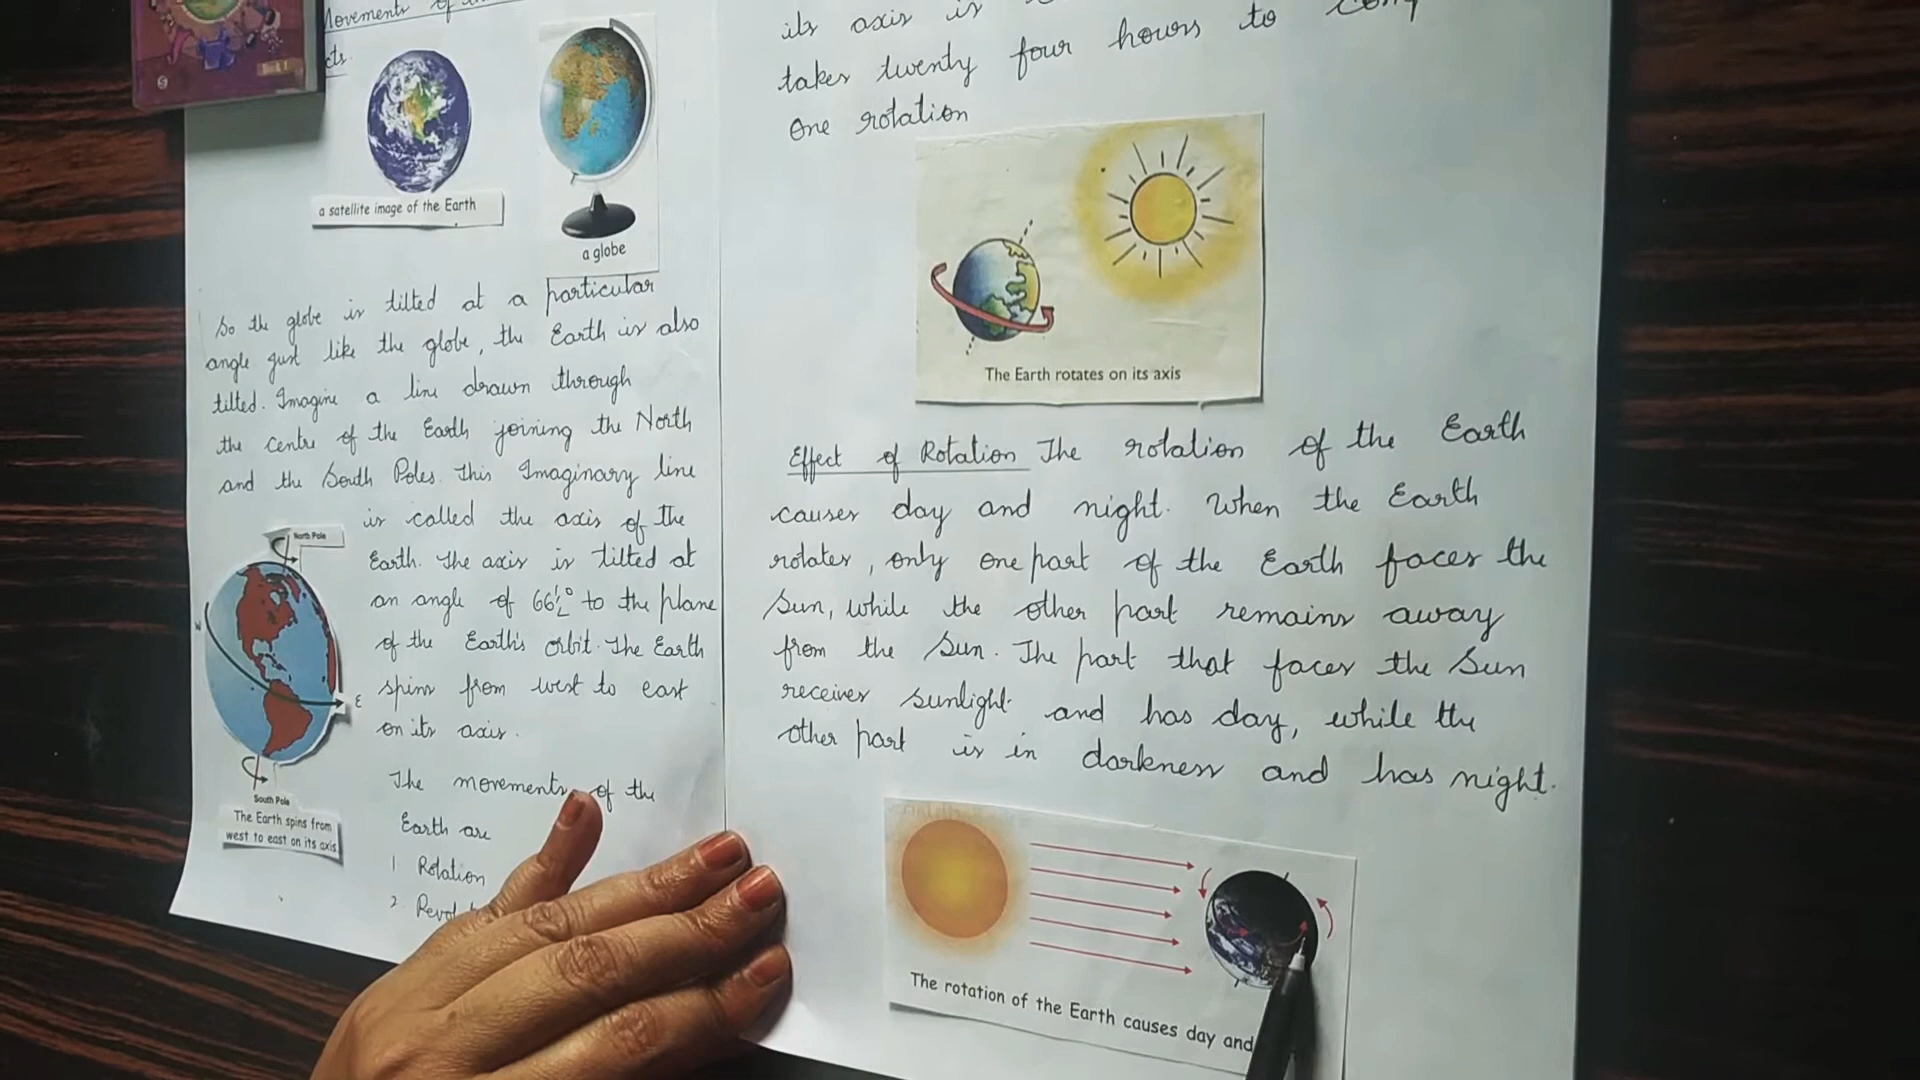 Movements of
cts.
a satellite image of the Earth
a globe
So the globe is tilted at a particular
angle just like the globe, the Earth is also
tilted. Imagine a line drawn through
the centre of the Earth joining the North
and the South Poles. This Imaginary line
is called the axis of the
Earth. The axis is tilted at
an angle of 66½° to the plane
of the Earth's orbit. The Earth
spins from west to east
on its axis.
North Pole
W
E
South Pole
The Earth spins from
west to east on its axis
The movements of the
Earth are
1 Rotation
2. Revol
its axis is
takes twenty four hours to
One rotation
The Earth rotates on its axis
Effect of Rotation The rotation of the Earth
causes day and night. When the Earth
rotates, only one part of the Earth faces the
Sun, while the other part remains away
from the Sun. The part that faces the Sun
receives sunlight and has day, while the
other part is in darkness and has night.
The rotation of the Earth causes day and